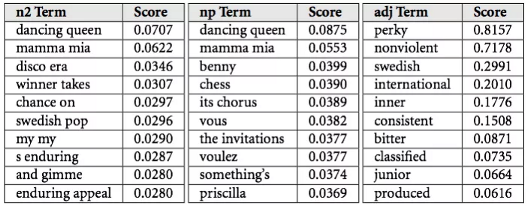 n2 Term Score np Term Score adj Term Score
dancing queen 0.0707 dancing queen 0.0875 perky 0.8157
mamma mia 0.0622 mamma mia 0.0553 nonviolent 0.7178
disco era 0.0346 benny 0.0399 swedish 0.2991
winner takes 0.0307 chess 0.0390 international 0.2010
chance on 0.0297 its chorus 0.0389 inner 0.1776
swedish pop 0.0296 vous 0.0382 consistent 0.1508
my my 0.0290 the invitations 0.0377 bitter 0.0871
s enduring 0.0287 voulez 0.0377 classified 0.0735
and gimme 0.0280 something's 0.0374 junior 0.0664
enduring appeal 0.0280 priscilla 0.0369 produced 0.0616